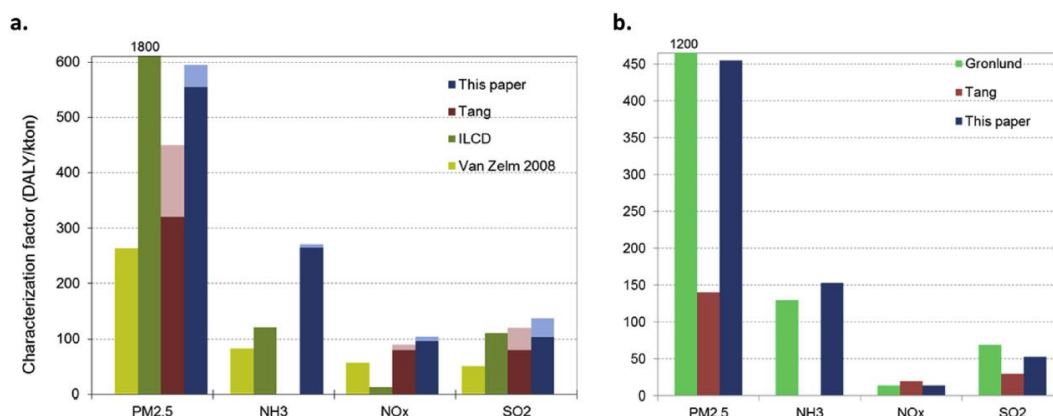 a.
1800
600
500
400
300
200
100
0
Characterization factor (DALY/kton)
This paper
Tang
ILCD
Van Zelm 2008
PM2.5 NH3 NOx SO2
b.
1200
450
400
350
300
250
200
150
100
50
0
Gronlund
Tang
This paper
PM2.5 NH3 NOx SO2